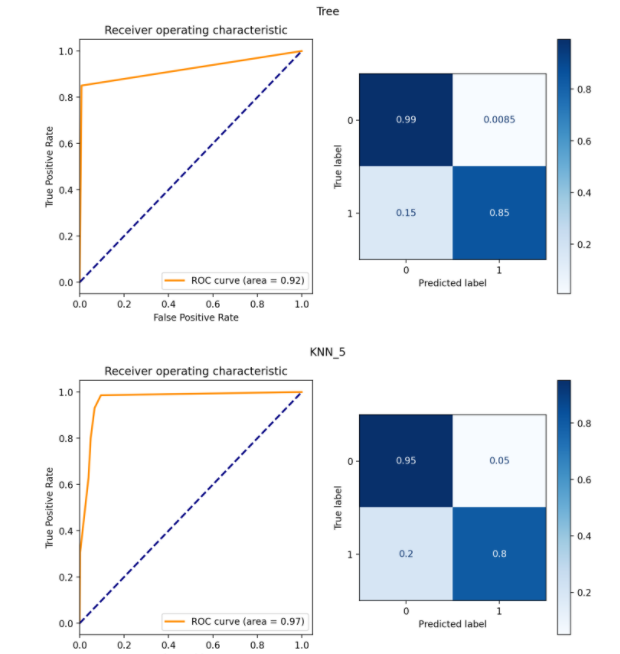 Tree
Receiver operating characteristic
1.0
0.8
0.6
0.4
0.2
0.0
True Positive Rate
ROC curve (area = 0.92)
0.0 0.2 0.4 0.6 0.8 1.0
False Positive Rate
0 0.99 0.0085
1 0.15 0.85
True label
0 1
Predicted label
0.8
0.6
0.4
0.2
KNN_5
Receiver operating characteristic
1.0
0.8
0.6
0.4
0.2
0.0
True Positive Rate
ROC curve (area = 0.97)
0.0 0.2 0.4 0.6 0.8 1.0
0 0.95 0.05
1 0.2 0.8
True label
0 1
Predicted label
0.8
0.6
0.4
0.2